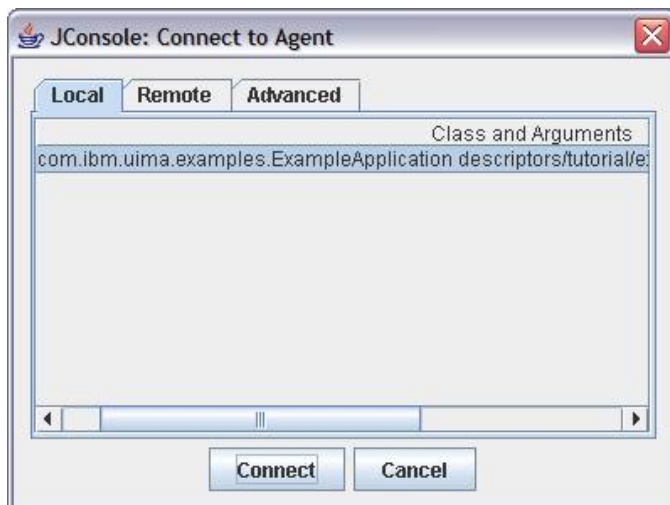 JConsole: Connect to Agent
Local Remote Advanced
Class and Arguments
com.ibm.uima.examples.ExampleApplication descriptors/tutorial/e
Connect Cancel